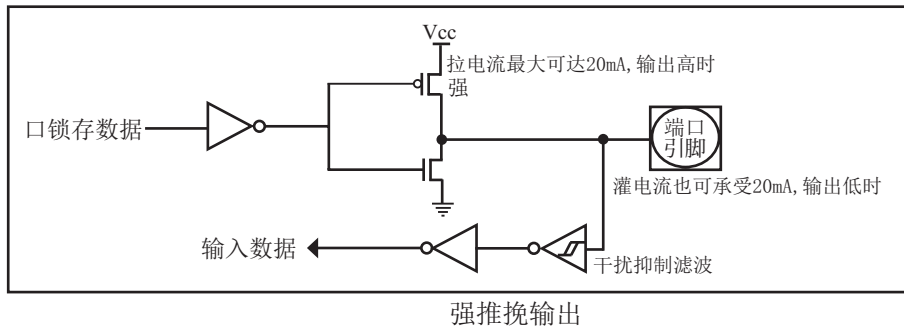 Vcc
拉电流最大可达20mA,输出高时
强
口锁存数据
端口
引脚
灌电流也可承受20mA,输出低时
输入数据
干扰抑制滤波
强推挽输出